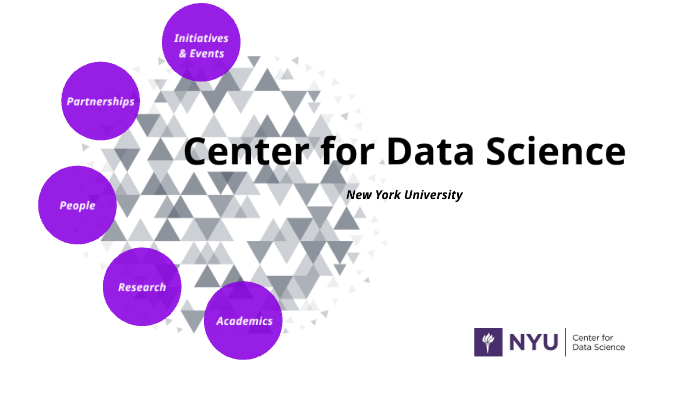 Initiatives
& Events
Partnerships
Center for Data Science
New York University
People
Research
Academics
NYU
Center for
Data Science